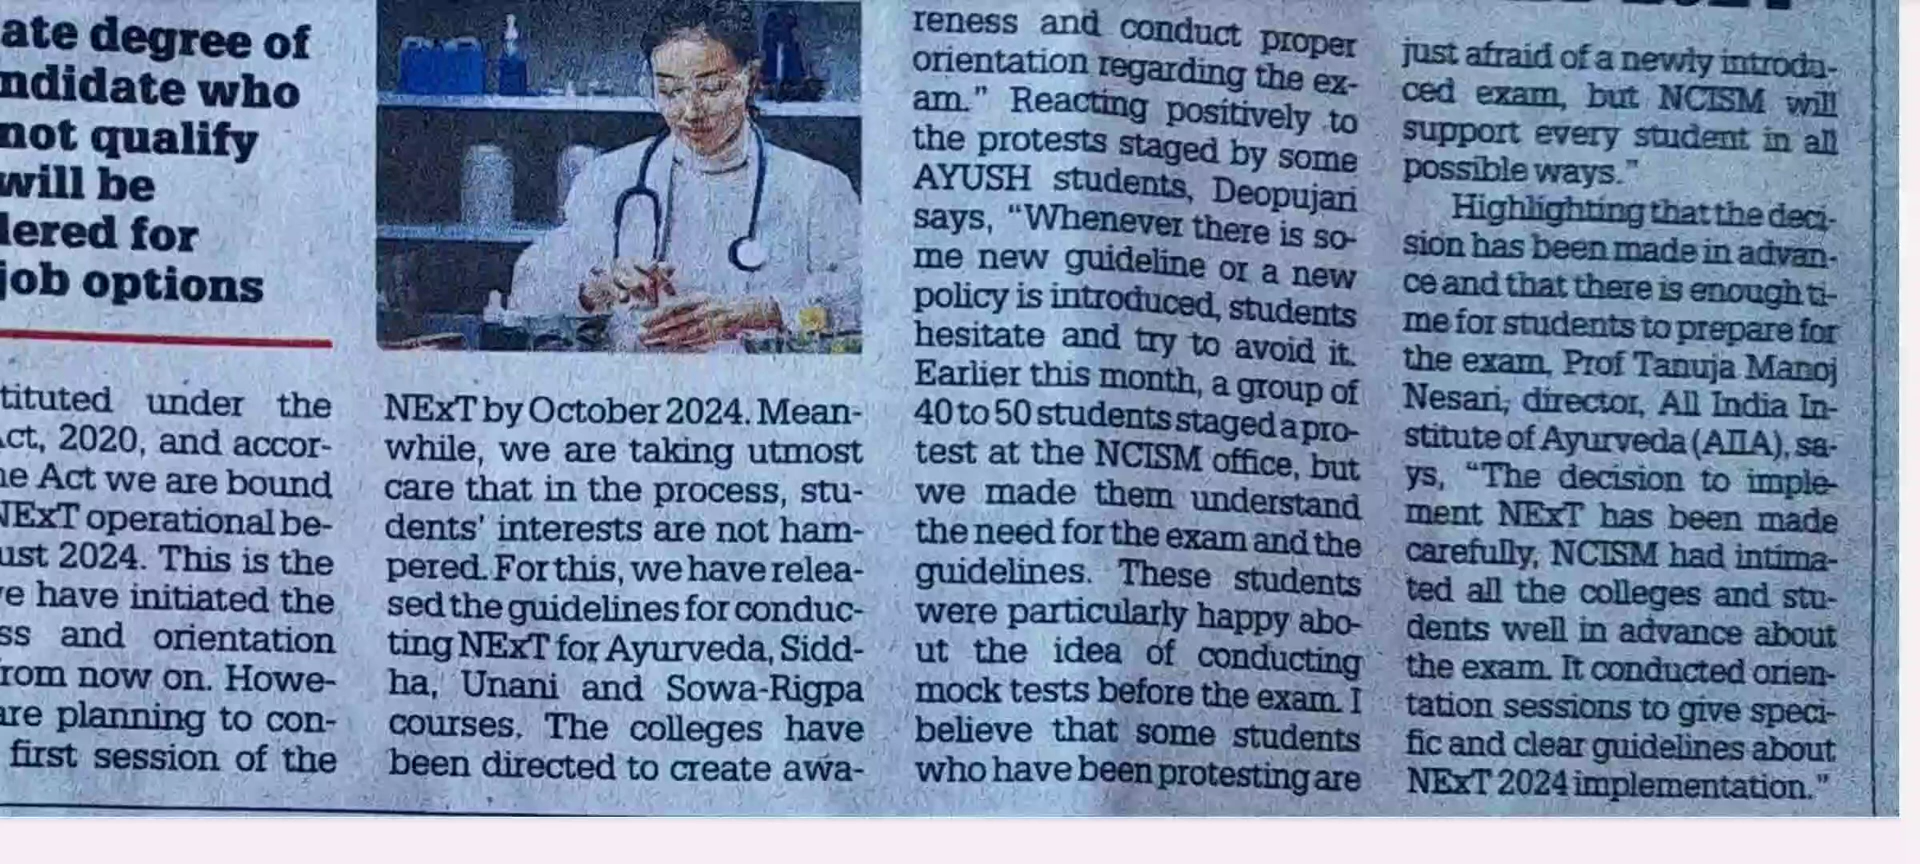 ate degree of
ndidate who
not qualify
will be
lered for
job options
tituted under the
Act, 2020, and accor-
he Act we are bound
NExT operational be-
ust 2024. This is the
ve have initiated the
ss and orientation
rom now on. Howe-
are planning to con-
first session of the
NExT by October 2024. Mean-
while, we are taking utmost
care that in the process, stu-
dents' interests are not ham-
pered. For this, we have relea-
sed the guidelines for conduc-
ting NExT for Ayurveda, Sidd-
ha, Unani and Sowa-Rigpa
courses. The colleges have
been directed to create awa-
reness and conduct proper
orientation regarding the ex-
am.” Reacting positively to
the protests staged by some
AYUSH students, Deopujari
says, “Whenever there is so-
me new guideline or a new
policy is introduced, students
hesitate and try to avoid it.
Earlier this month, a group of
40 to 50 students staged a pro-
test at the NCISM office, but
we made them understand
the need for the exam and the
guidelines. These students
were particularly happy abo-
ut the idea of conducting
mock tests before the exam. I
believe that some students
who have been protesting are
just afraid of a newly introdu-
ced exam, but NCISM will
support every student in all
possible ways.”
Highlighting that the deci-
sion has been made in advan-
ce and that there is enough ti-
me for students to prepare for
the exam, Prof Tanuja Manoj
Nesari, director, All India In-
stitute of Ayurveda (AIIA), sa-
ys, “The decision to imple-
ment NExT has been made
carefully, NCISM had intima-
ted all the colleges and stu-
dents well in advance about
the exam. It conducted orien-
tation sessions to give speci-
fic and clear guidelines about
NExT 2024 implementation.”